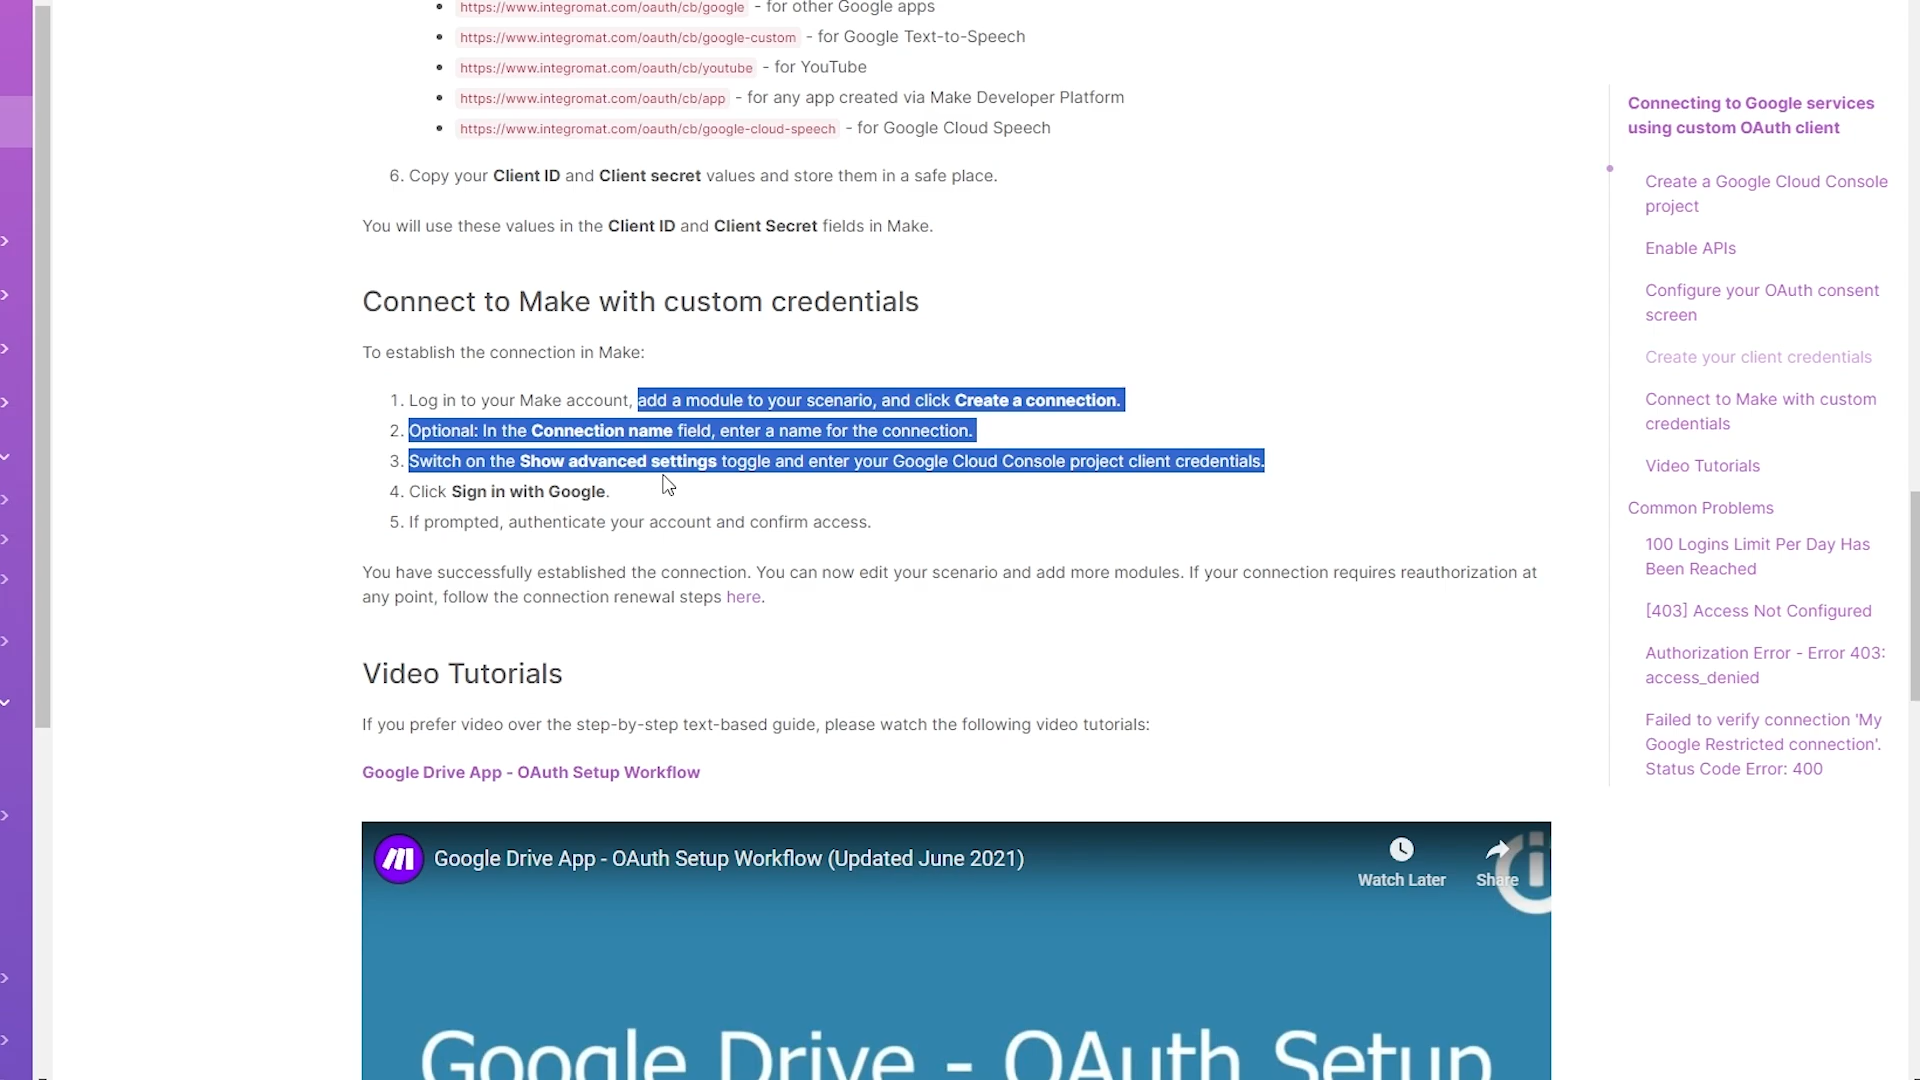 https://www.integromat.com/oauth/cb/google - for other Google apps
https://www.integromat.com/oauth/cb/google-custom - for Google Text-to-Speech
https://www.integromat.com/oauth/cb/youtube - for YouTube
https://www.integromat.com/oauth/cb/app - for any app created via Make Developer Platform
https://www.integromat.com/oauth/cb/google-cloud-speech - for Google Cloud Speech
6. Copy your Client ID and Client secret values and store them in a safe place.
You will use these values in the Client ID and Client Secret fields in Make.
Connect to Make with custom credentials
To establish the connection in Make:
1. Log in to your Make account, add a module to your scenario, and click Create a connection.
2. Optional: In the Connection name field, enter a name for the connection.
3. Switch on the Show advanced settings toggle and enter your Google Cloud Console project client credentials.
4. Click Sign in with Google.
5. If prompted, authenticate your account and confirm access.
You have successfully established the connection. You can now edit your scenario and add more modules. If your connection requires reauthorization at
any point, follow the connection renewal steps here.
Video Tutorials
If you prefer video over the step-by-step text-based guide, please watch the following video tutorials:
Google Drive App - OAuth Setup Workflow
Google Drive App - OAuth Setup Workflow (Updated June 2021)
Watch Later
Share
Google Drive - OAuth Setup
Connecting to Google services
using custom OAuth client
Create a Google Cloud Console
project
Enable APIs
Configure your OAuth consent
screen
Create your client credentials
Connect to Make with custom
credentials
Video Tutorials
Common Problems
100 Logins Limit Per Day Has
Been Reached
[403] Access Not Configured
Authorization Error - Error 403:
access_denied
Failed to verify connection 'My
Google Restricted connection'.
Status Code Error: 400